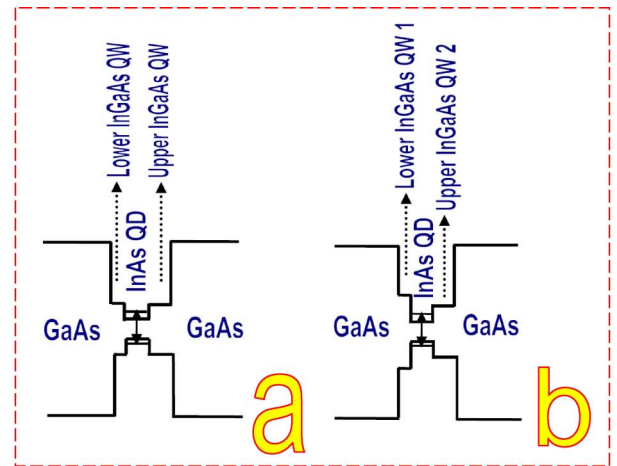 Lower InGaAs QW
Upper InGaAs QW
InAs QD
GaAs
GaAs
a
Lower InGaAs QW 1
Upper InGaAs QW 2
InAs QD
GaAs
GaAs
b